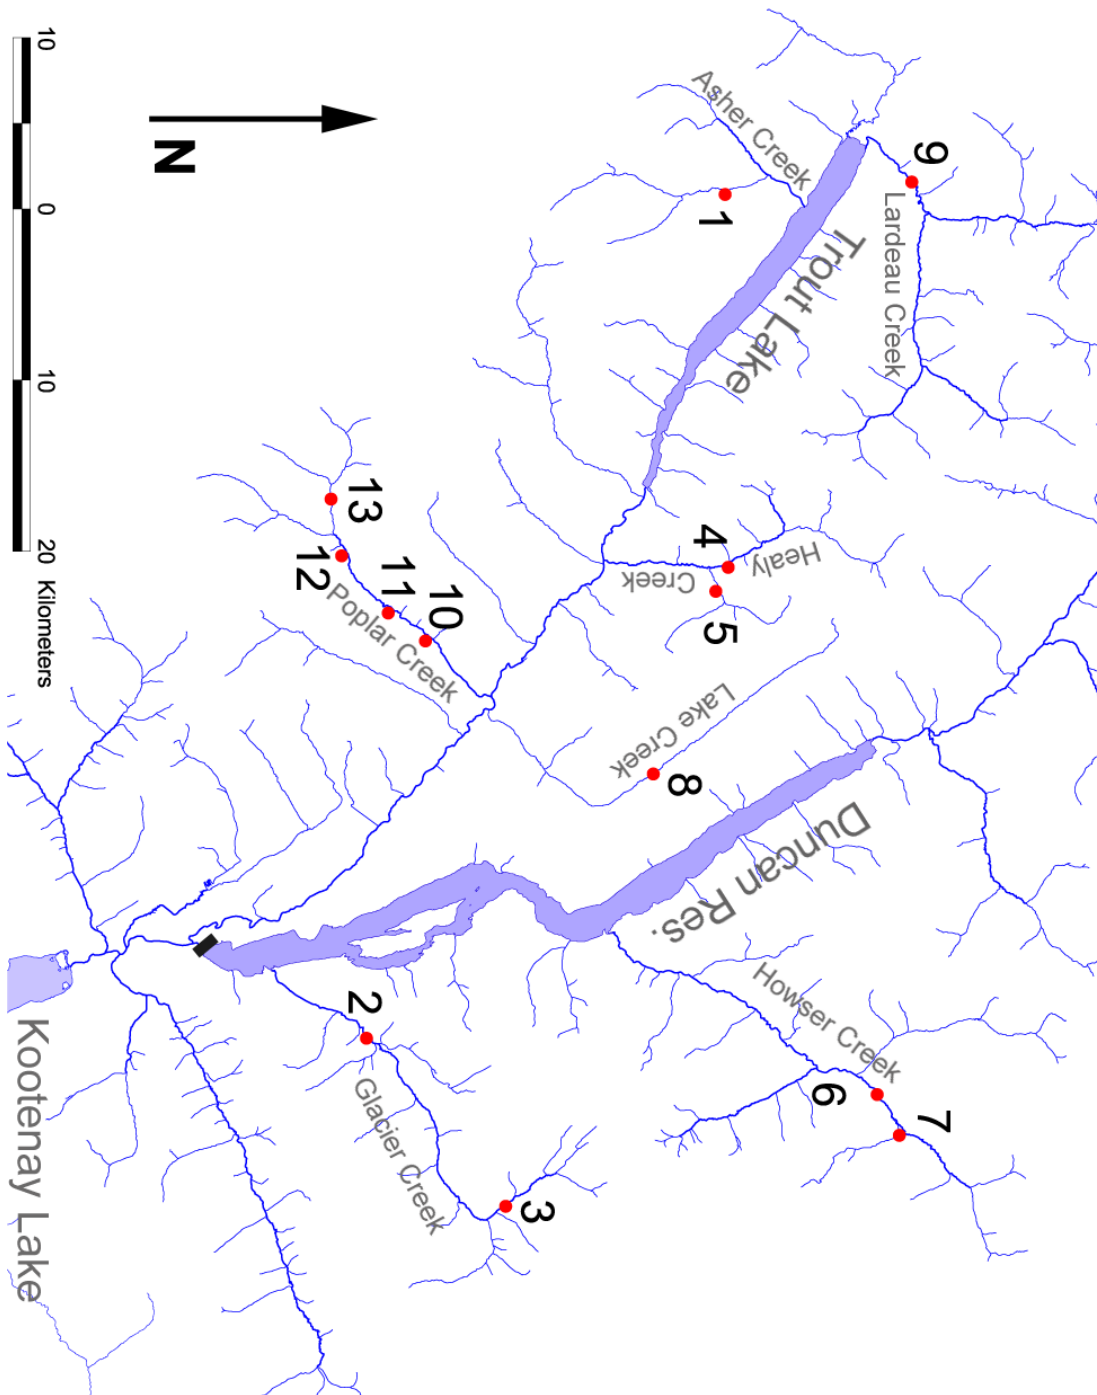 9
Lardeau Creek
Asher Creek
1
Trout Lake
4
Healy
Creek
5
13
12
11
10
Poplar Creek
Lake Creek
8
Duncan Res.
Howser Creek
6
7
2
Glacier Creek
3
Kootenay Lake
N
10 0 10 20 Kilometers